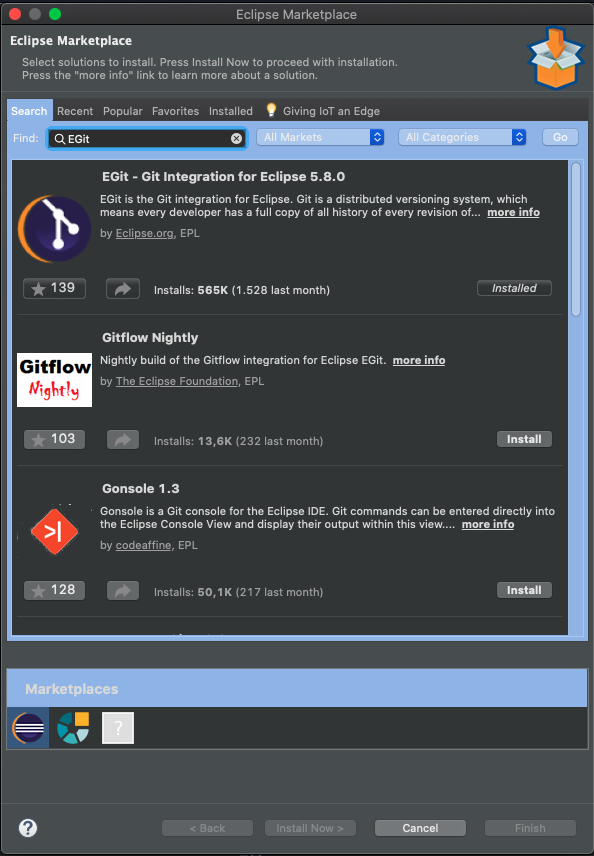 Eclipse Marketplace
Eclipse Marketplace
Select solutions to install. Press Install Now to proceed with installation.
Press the "more info" link to learn more about a solution.
Search Recent Popular Favorites Installed Giving IoT an Edge
Find: EGit All Markets All Categories Go
EGit - Git Integration for Eclipse 5.8.0
EGit is the Git integration for Eclipse. Git is a distributed versioning system, which
means every developer has a full copy of all history of every revision of... more info
by Eclipse.org, EPL
139 Installs: 565K (1.528 last month) Installed
Gitflow Nightly
Gitflow
Nightly
Nightly build of the Gitflow integration for Eclipse EGit. more info
by The Eclipse Foundation, EPL
103 Installs: 13,6K (232 last month) Install
Gonsole 1.3
Gonsole is a Git console for the Eclipse IDE. Git commands can be entered directly into
the Eclipse Console View and display their output within this view.... more info
by codeaffine, EPL
128 Installs: 50,1K (217 last month) Install
Marketplaces
?
? < Back Install Now > Cancel Finish